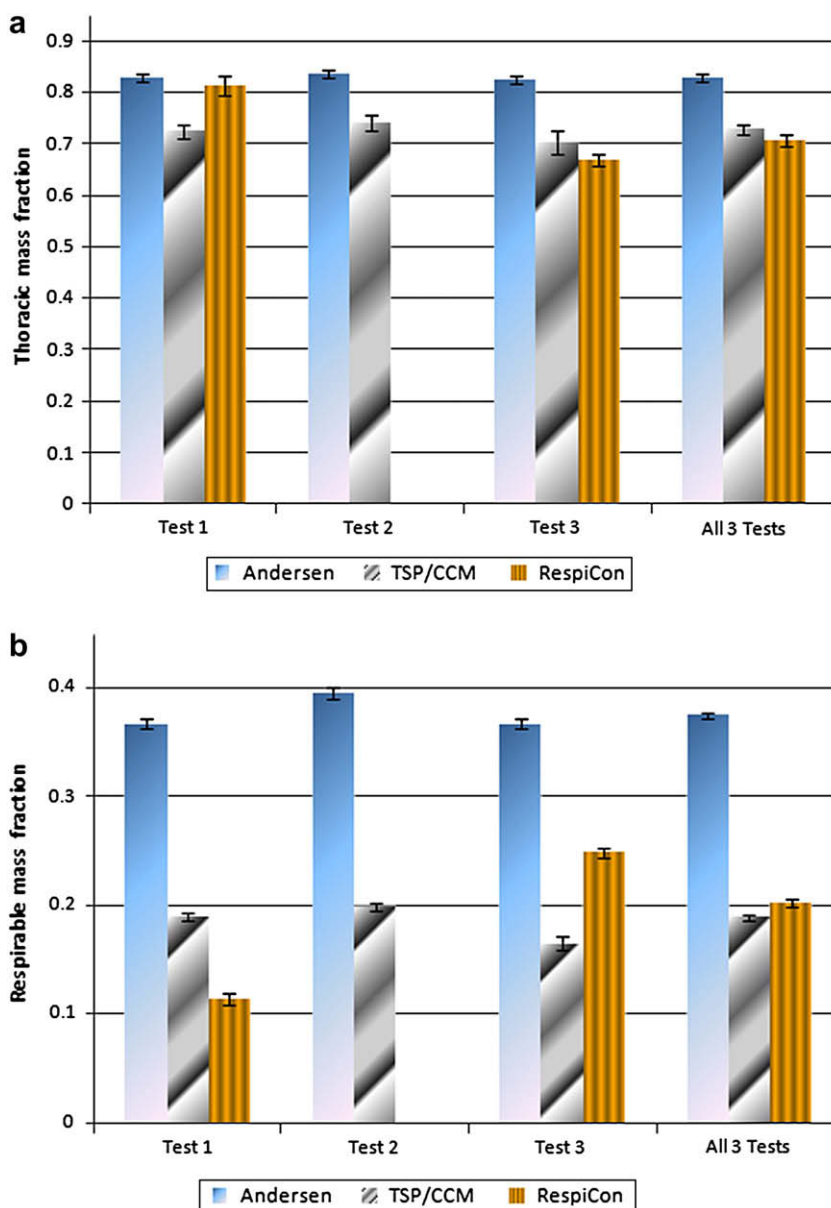 a
Thoracic mass fraction
0.9
0.8
0.7
0.6
0.5
0.4
0.3
0.2
0.1
0
Test 1 Test 2 Test 3 All 3 Tests
Andersen TSP/CCM RespiCon
b
Respirable mass fraction
0.4
0.3
0.2
0.1
0
Test 1 Test 2 Test 3 All 3 Tests
Andersen TSP/CCM RespiCon